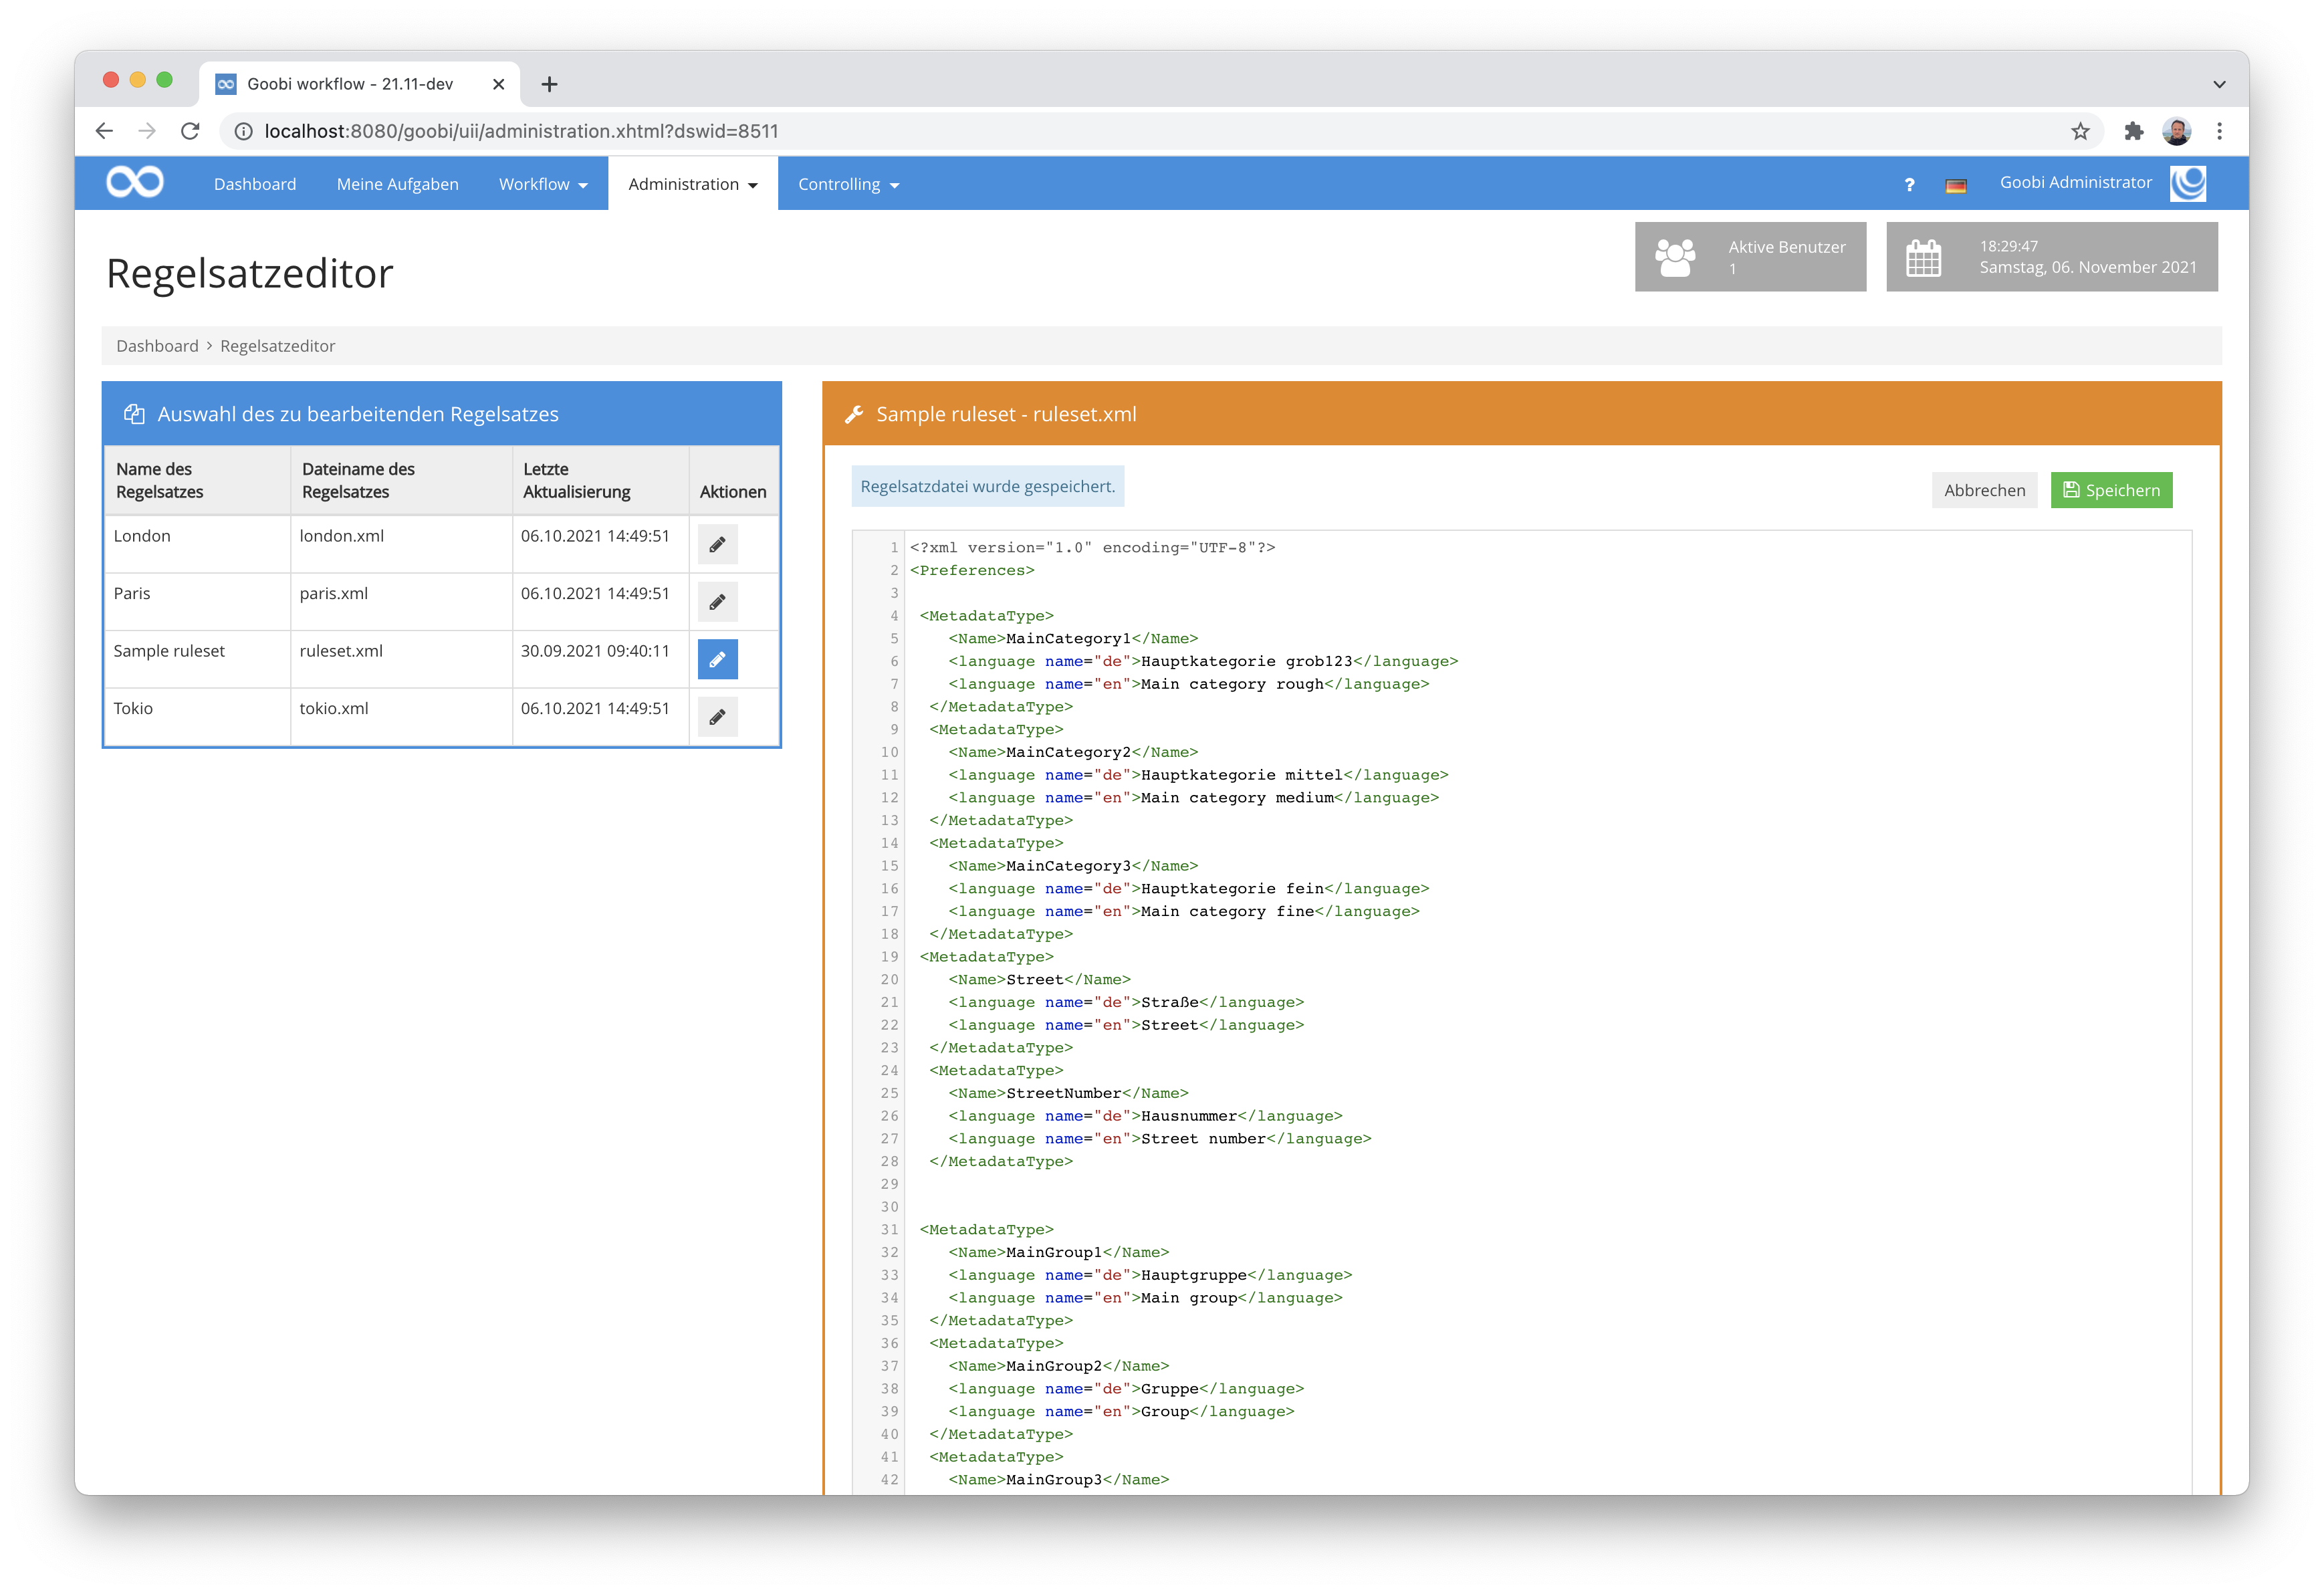 Goobi workflow - 21.11-dev
localhost:8080/goobi/uii/administration.xhtml?dswid=8511
Dashboard Meine Aufgaben Workflow Administration Controlling ? Goobi Administrator
Regelsatzeditor
Aktive Benutzer
1
18:29:47
Samstag, 06. November 2021
Dashboard > Regelsatzeditor
Auswahl des zu bearbeitenden Regelsatzes
Name des Regelsatzes Dateiname des Regelsatzes Letzte Aktualisierung Aktionen
London london.xml 06.10.2021 14:49:51
Paris paris.xml 06.10.2021 14:49:51
Sample ruleset ruleset.xml 30.09.2021 09:40:11
Tokio tokio.xml 06.10.2021 14:49:51
Sample ruleset - ruleset.xml
Regelsatzdatei wurde gespeichert.
Abbrechen Speichern
1 <?xml version="1.0" encoding="UTF-8"?>
2 <Preferences>
3
4 <MetadataType>
5 <Name>MainCategory1</Name>
6 <language name="de">Hauptkategorie grob123</language>
7 <language name="en">Main category rough</language>
8 </MetadataType>
9 <MetadataType>
10 <Name>MainCategory2</Name>
11 <language name="de">Hauptkategorie mittel</language>
12 <language name="en">Main category medium</language>
13 </MetadataType>
14 <MetadataType>
15 <Name>MainCategory3</Name>
16 <language name="de">Hauptkategorie fein</language>
17 <language name="en">Main category fine</language>
18 </MetadataType>
19 <MetadataType>
20 <Name>Street</Name>
21 <language name="de">Straße</language>
22 <language name="en">Street</language>
23 </MetadataType>
24 <MetadataType>
25 <Name>StreetNumber</Name>
26 <language name="de">Hausnummer</language>
27 <language name="en">Street number</language>
28 </MetadataType>
29
30
31 <MetadataType>
32 <Name>MainGroup1</Name>
33 <language name="de">Hauptgruppe</language>
34 <language name="en">Main group</language>
35 </MetadataType>
36 <MetadataType>
37 <Name>MainGroup2</Name>
38 <language name="de">Gruppe</language>
39 <language name="en">Group</language>
40 </MetadataType>
41 <MetadataType>
42 <Name>MainGroup3</Name>